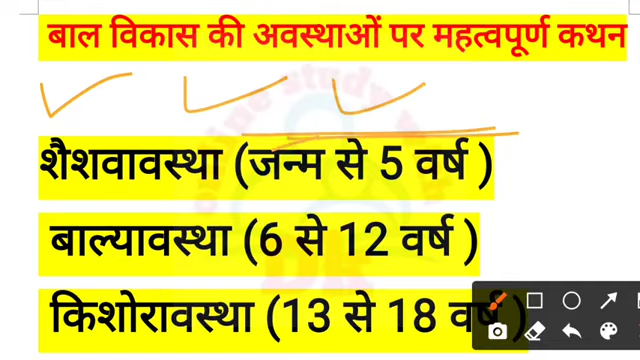 बाल विकास की अवस्थाओं पर महत्वपूर्ण कथन
शैशवावस्था (जन्म से 5 वर्ष )
बाल्यावस्था (6 से 12 वर्ष )
किशोरावस्था (13 से 18 वर्ष )